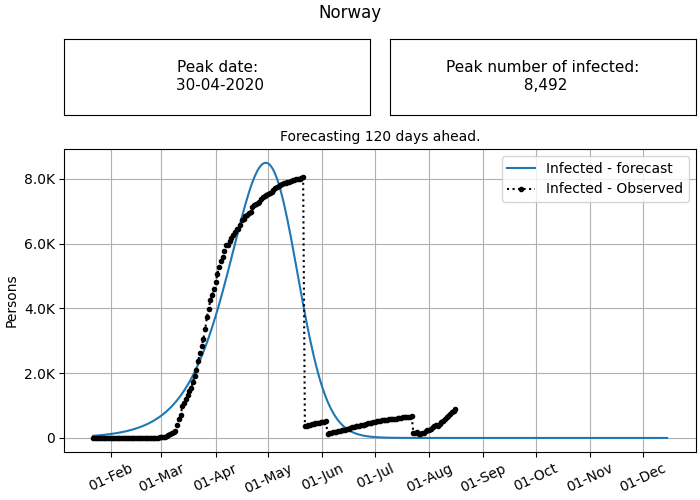 Norway
Peak date:
30-04-2020
Peak number of infected:
8,492
Forecasting 120 days ahead.
Infected - forecast
Infected - Observed
8.0K
6.0K
4.0K
2.0K
0
Persons
01-Feb
01-Mar
01-Apr
01-May
01-Jun
01-Jul
01-Aug
01-Sep
01-Oct
01-Nov
01-Dec